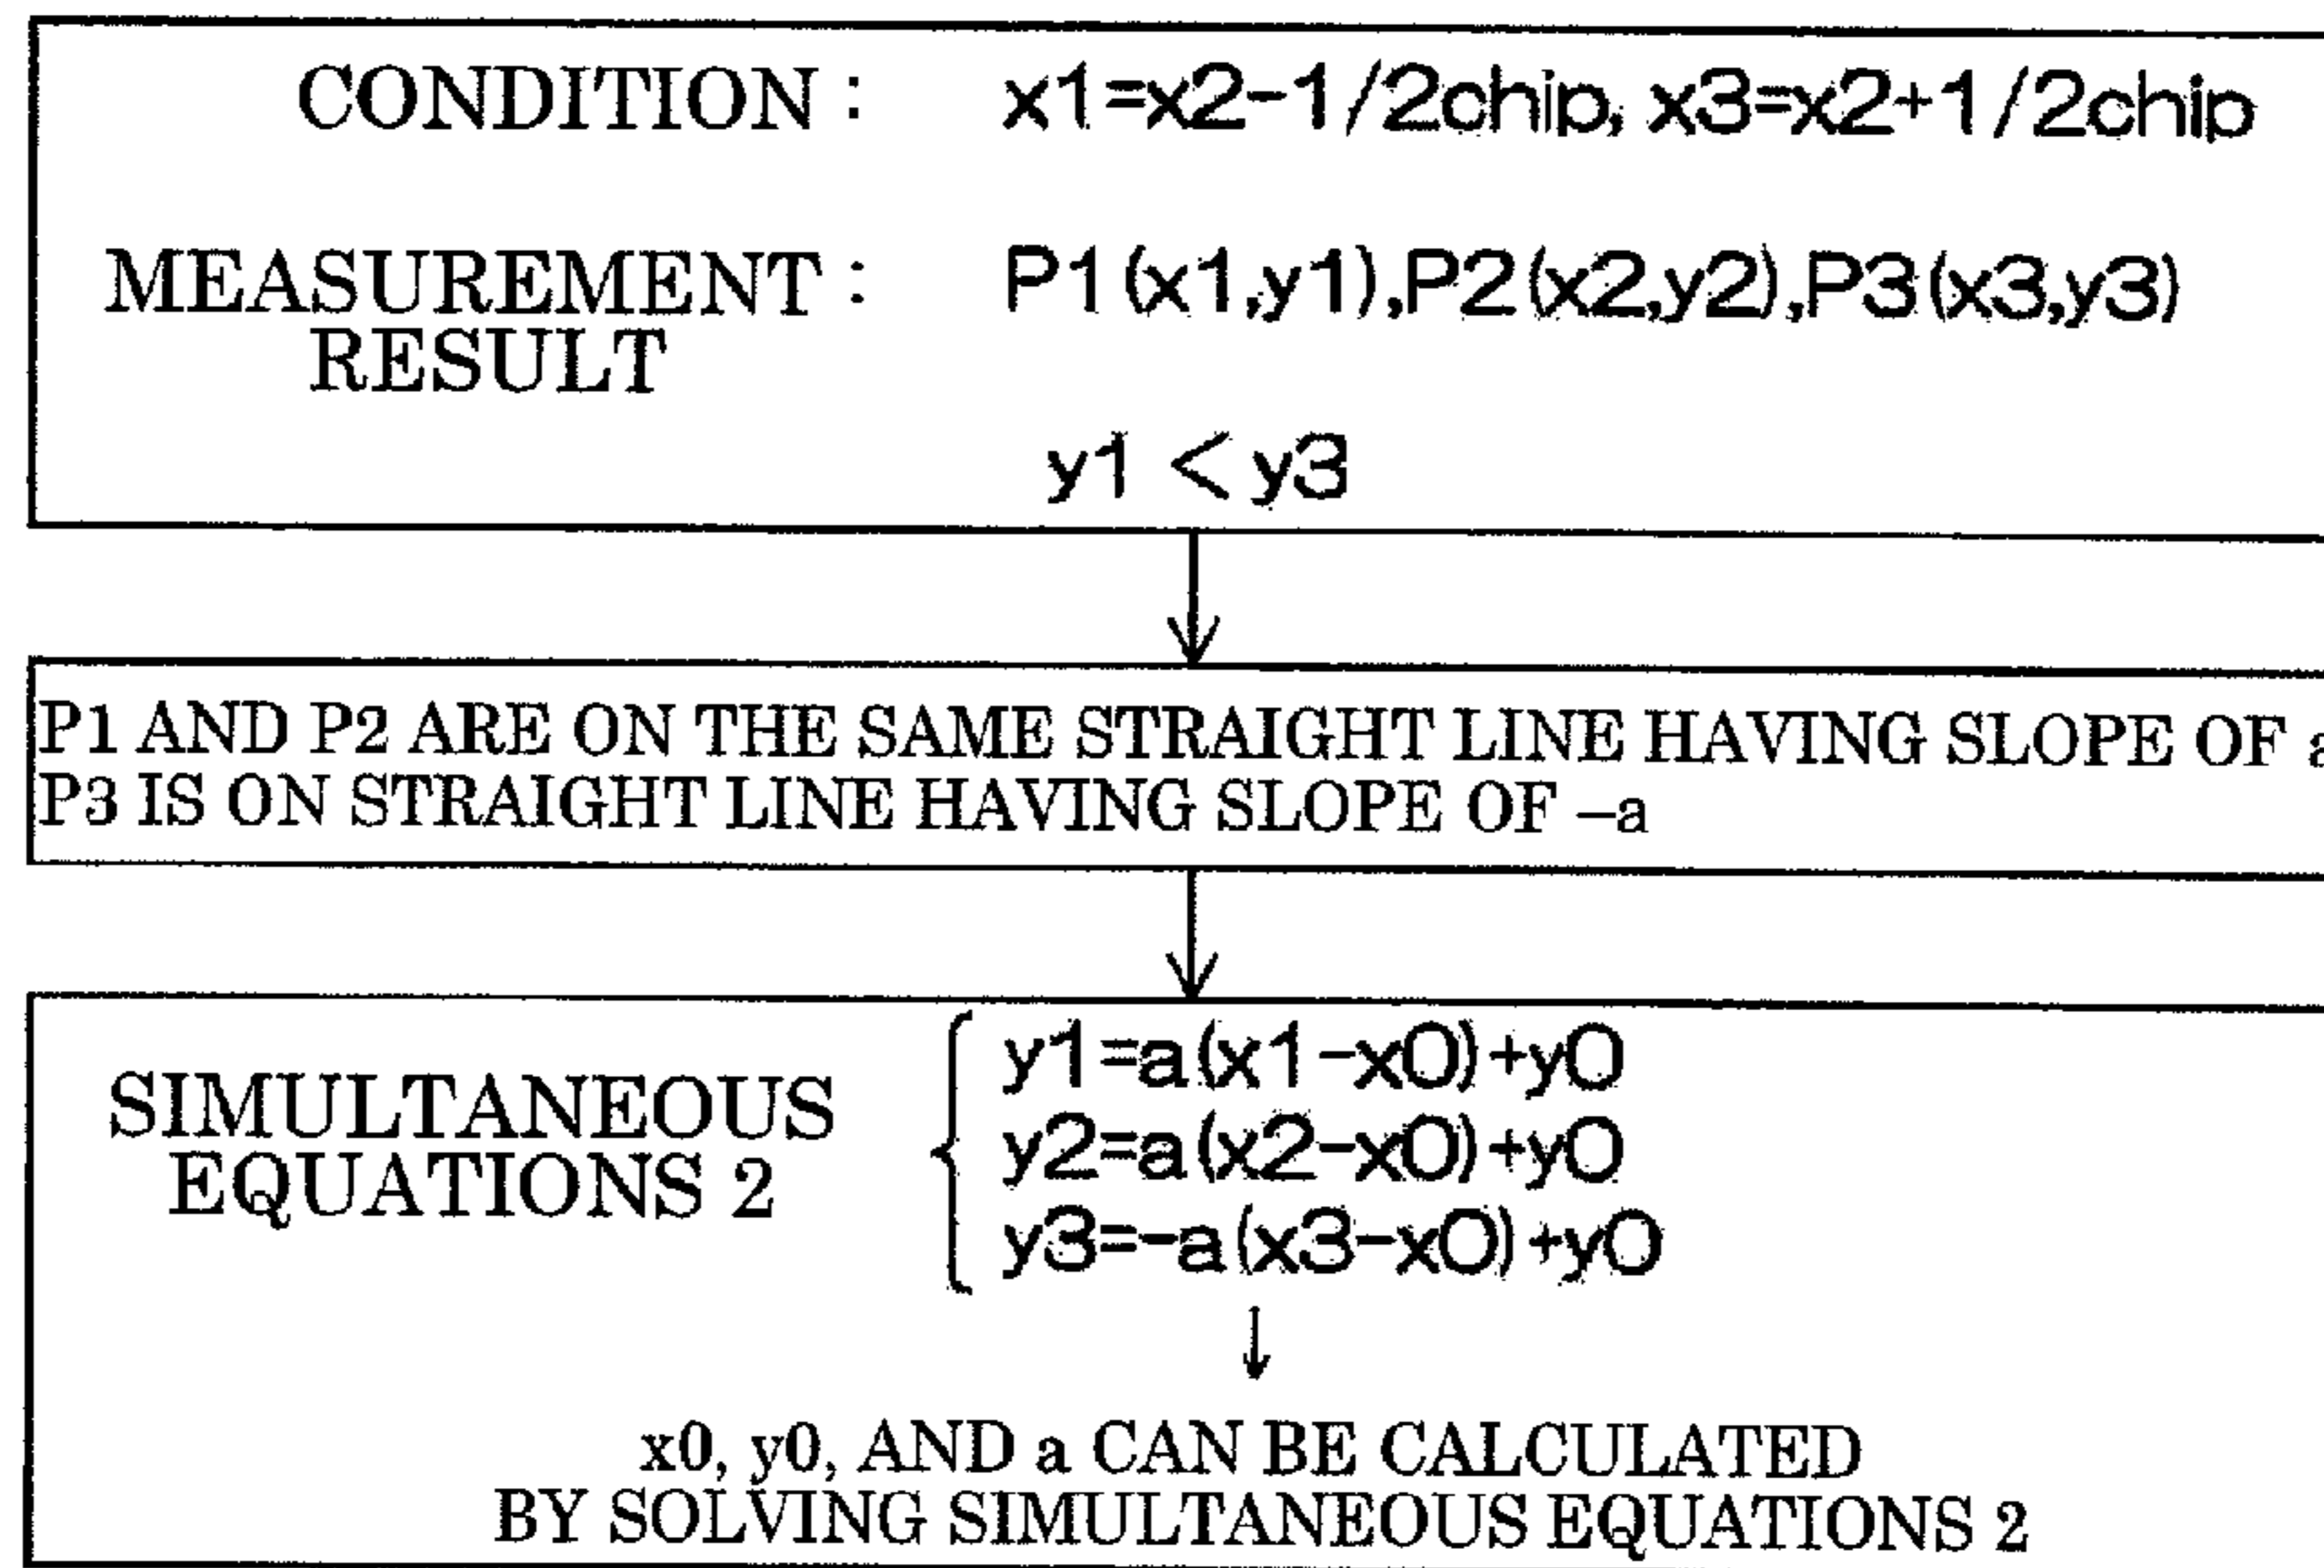 CONDITION : x1=x2-1/2chip, x3=x2+1/2chip
MEASUREMENT : P1(x1,y1),P2(x2,y2),P3(x3,y3)
RESULT
y1 < y3
P1 AND P2 ARE ON THE SAME STRAIGHT LINE HAVING SLOPE OF a
P3 IS ON STRAIGHT LINE HAVING SLOPE OF –a
SIMULTANEOUS
EQUATIONS 2
y1=a(x1-x0)+y0
y2=a(x2-x0)+y0
y3=-a(x3-x0)+y0
x0, y0, AND a CAN BE CALCULATED
BY SOLVING SIMULTANEOUS EQUATIONS 2